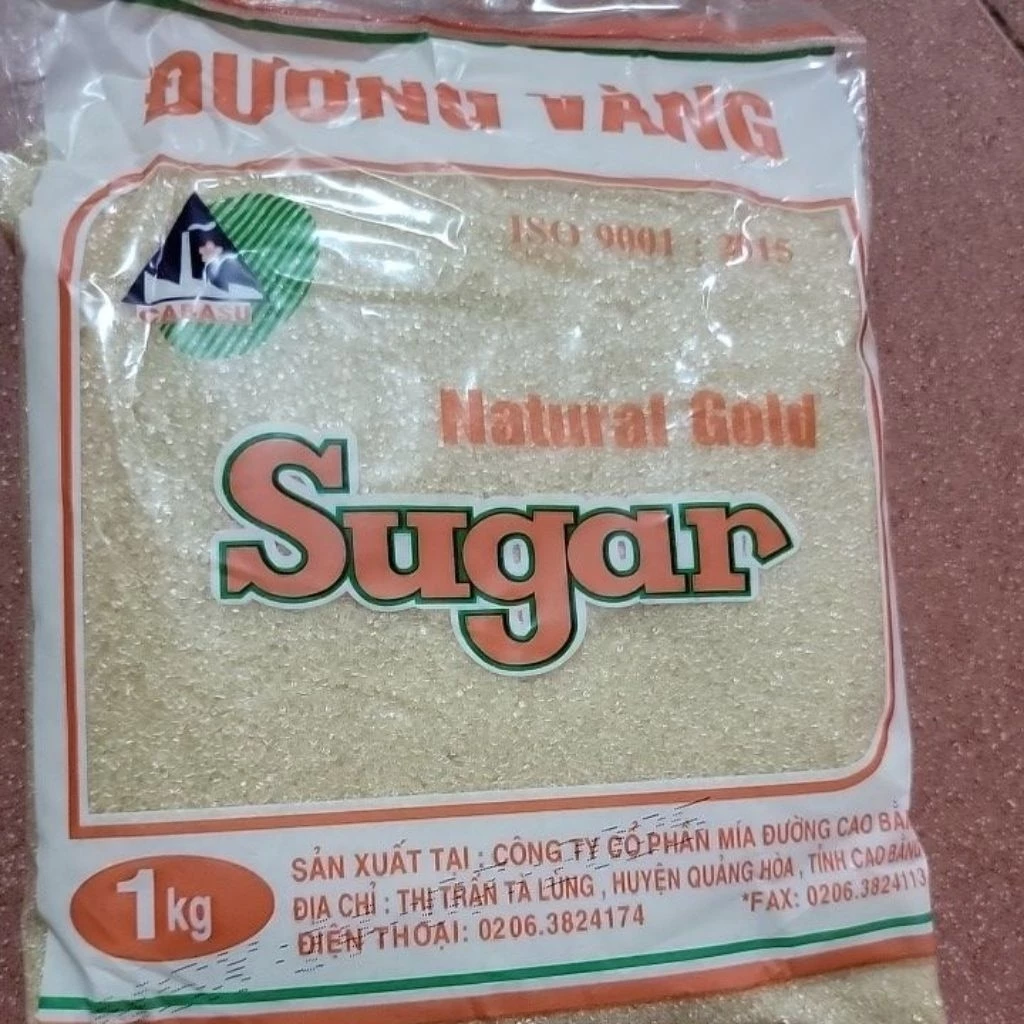 ĐƯỜNG VÀNG
ISO 9001 : 2015
CABASU
Natural Gold
Sugar
1kg
SẢN XUẤT TẠI : CÔNG TY CỔ PHẦN MÍA ĐƯỜNG CAO
ĐỊA CHỈ : THỊ TRẤN TÀ LÙNG , HUYỆN QUẢNG HÒA , TỈNH CAO BẰNG
ĐIỆN THOẠI: 0206.3824174 *FAX: 0206.3824113